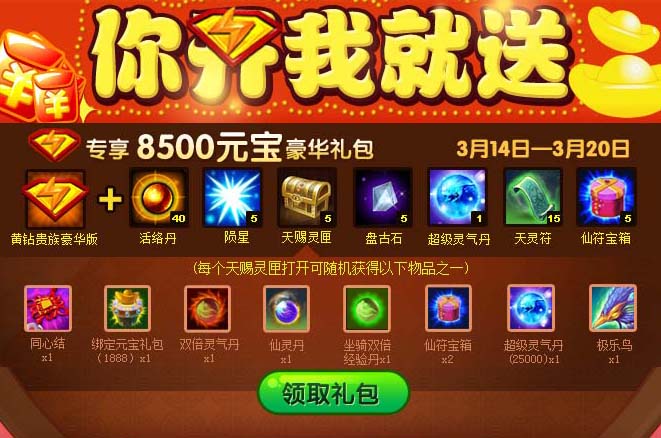 你开我就送
专享8500元宝豪华礼包 3月14日—3月20日
40 5 5 5 1 15 5
黄钻贵族豪华版 + 活络丹 陨星 天赐灵匣 盘古石 超级灵气丹 天灵符 仙符宝箱
(每个天赐灵匣打开可随机获得以下物品之一)
同心结 绑定元宝礼包 双倍灵气丹 仙灵丹 坐骑双倍 仙符宝箱 超级灵气丹 极乐鸟
x1 (1888) x1 x1 x1 经验丹x1 x2 (25000)x1 x1
领取礼包